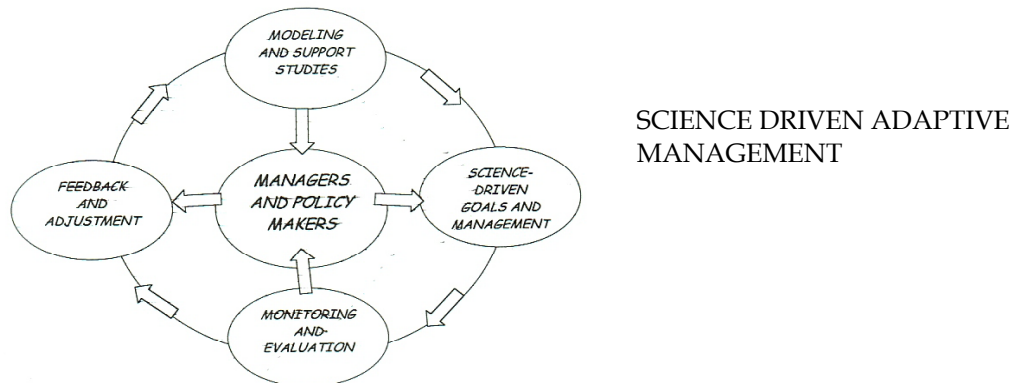 MODELING
AND SUPPORT
STUDIES
SCIENCE DRIVEN ADAPTIVE
MANAGEMENT
FEEDBACK
AND
ADJUSTMENT
MANAGERS
AND POLICY
MAKERS
SCIENCE-
DRIVEN
GOALS AND
MANAGEMENT
MONITORING
AND
EVALUATION